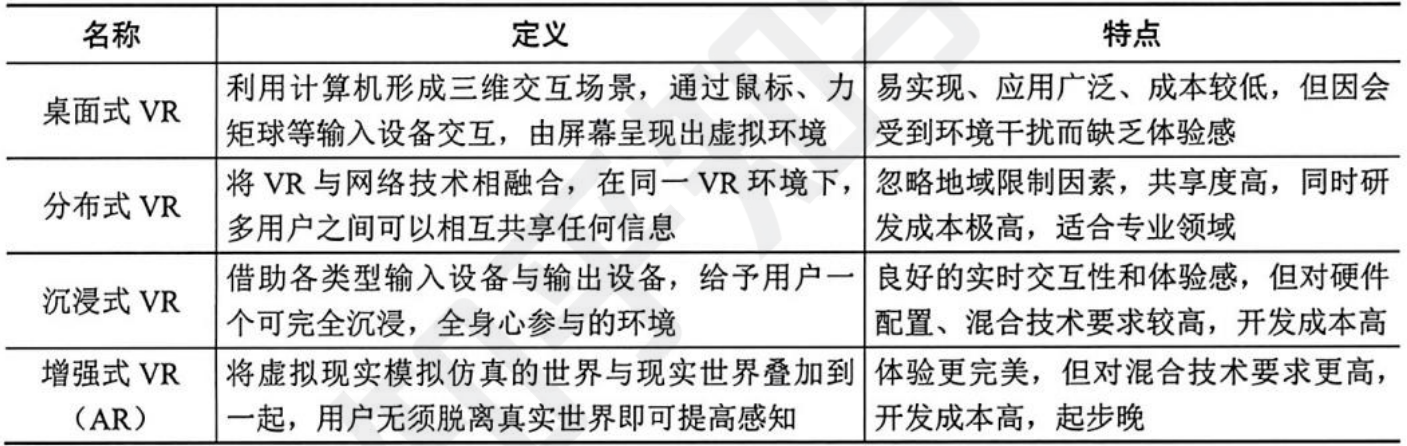 名称 定义 特点
桌面式 VR
利用计算机形成三维交互场景，通过鼠标、力
矩球等输入设备交互，由屏幕呈现出虚拟环境
易实现、应用广泛、成本较低，但因会
受到环境干扰而缺乏体验感
分布式 VR
将 VR 与网络技术相融合，在同一 VR 环境下，
多用户之间可以相互共享任何信息
忽略地域限制因素，共享度高，同时研
发成本极高，适合专业领域
沉浸式 VR
借助各类型输入设备与输出设备，给予用户一
个可完全沉浸，全身心参与的环境
良好的实时交互性和体验感，但对硬件
配置、混合技术要求较高，开发成本高
增强式 VR
（AR）
将虚拟现实模拟仿真的世界与现实世界叠加到
一起，用户无须脱离真实世界即可提高感知
体验更完美，但对混合技术要求更高，
开发成本高，起步晚